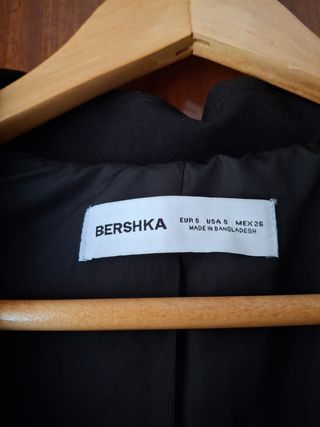 BERSHKA
EUR S USA S MEX 26
MADE IN BANGLADESH